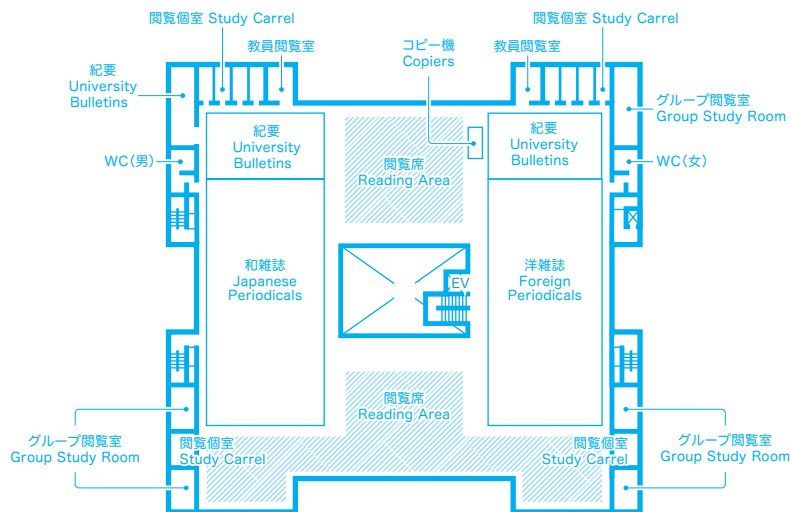 閲覧個室 Study Carrel
閲覧個室 Study Carrel
教員閲覧室
コピー機
Copiers
教員閲覧室
紀要
University
Bulletins
グループ閲覧室
Group Study Room
紀要
University
Bulletins
閲覧席
Reading Area
紀要
University
Bulletins
WC(男)
WC(女)
和雑誌
Japanese
Periodicals
EV
洋雑誌
Foreign
Periodicals
閲覧席
Reading Area
グループ閲覧室
Group Study Room
閲覧個室
Study Carrel
閲覧個室
Study Carrel
グループ閲覧室
Group Study Room